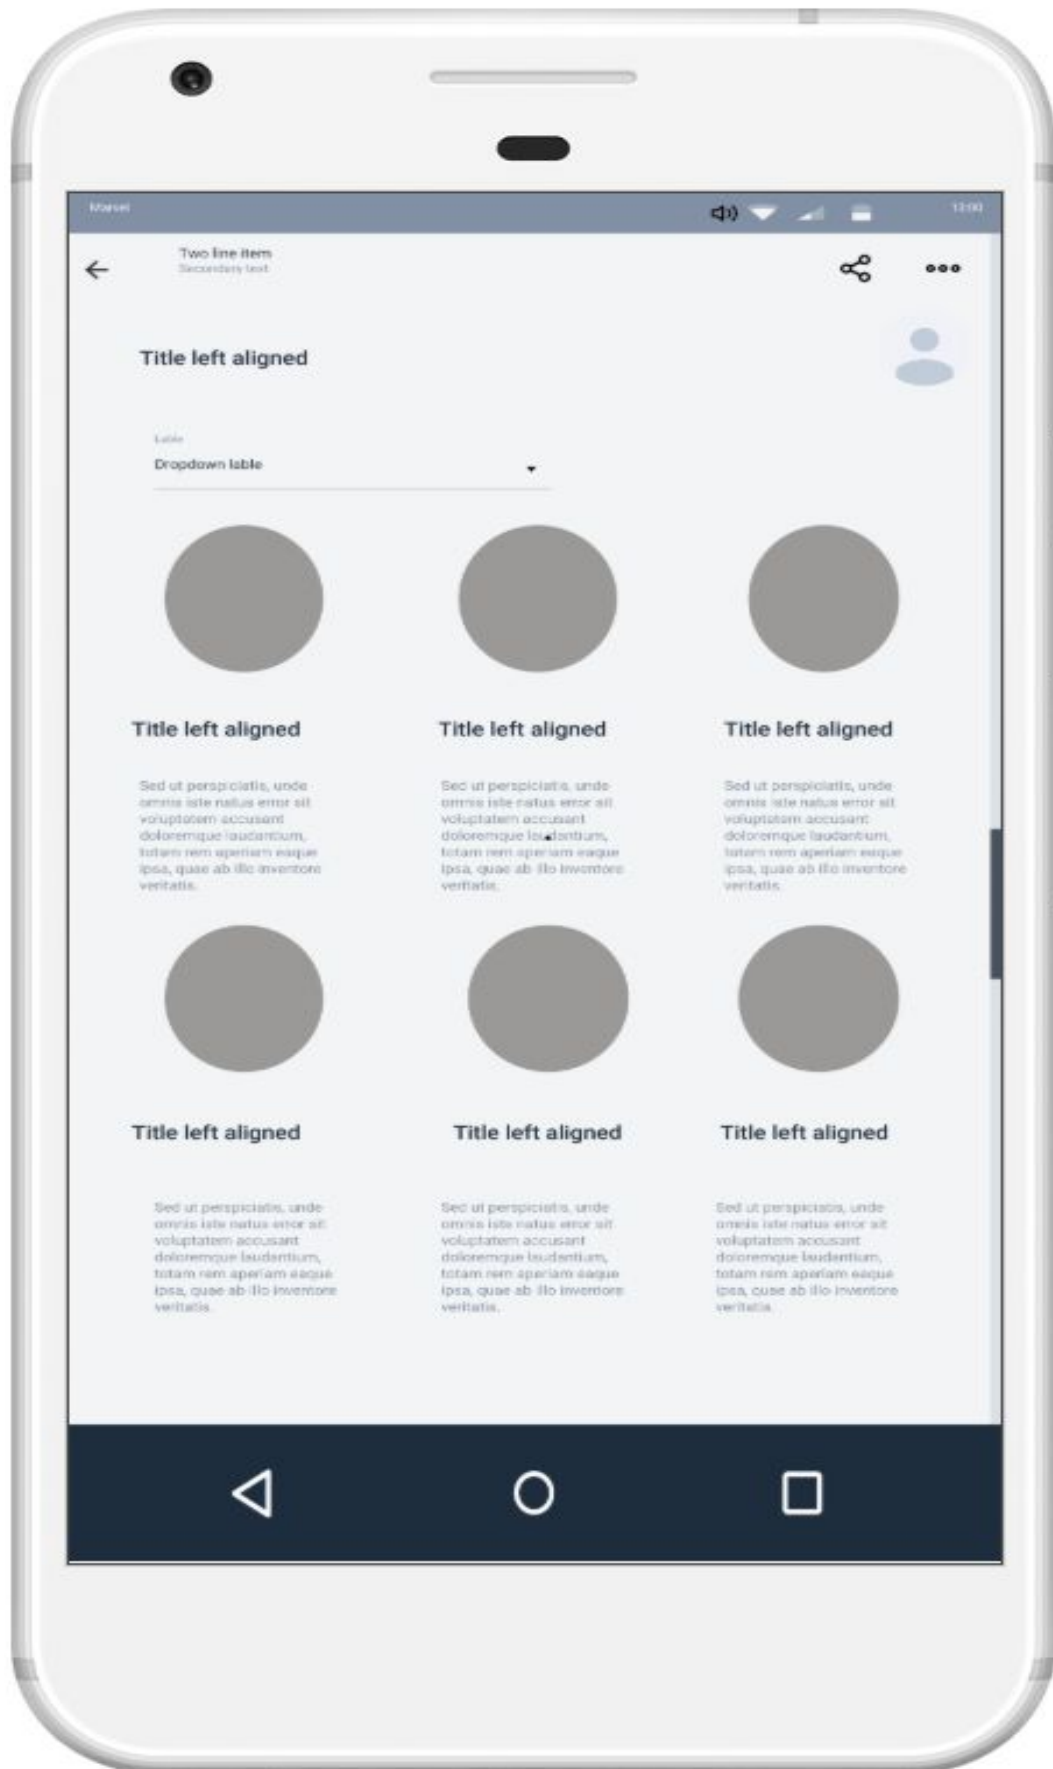 Marvel
12:00
Two line item
Secondary text
Title left aligned
Lable
Dropdown lable
Title left aligned
Title left aligned
Title left aligned
Sed ut perspiciatis, unde
omnis iste natus error sit
voluptatem accusant
doloremque laudantium,
totam rem aperiam eaque
ipsa, quae ab illo inventore
veritatis.
Sed ut perspiciatis, unde
omnis iste natus error sit
voluptatem accusant
doloremque laudantium,
totam rem aperiam eaque
ipsa, quae ab illo inventore
veritatis.
Sed ut perspiciatis, unde
omnis iste natus error sit
voluptatem accusant
doloremque laudantium,
totam rem aperiam eaque
ipsa, quae ab illo inventore
veritatis.
Title left aligned
Title left aligned
Title left aligned
Sed ut perspiciatis, unde
omnis iste natus error sit
voluptatem accusant
doloremque laudantium,
totam rem aperiam eaque
ipsa, quae ab illo inventore
veritatis.
Sed ut perspiciatis, unde
omnis iste natus error sit
voluptatem accusant
doloremque laudantium,
totam rem aperiam eaque
ipsa, quae ab illo inventore
veritatis.
Sed ut perspiciatis, unde
omnis iste natus error sit
voluptatem accusant
doloremque laudantium,
totam rem aperiam eaque
ipsa, quae ab illo inventore
veritatis.